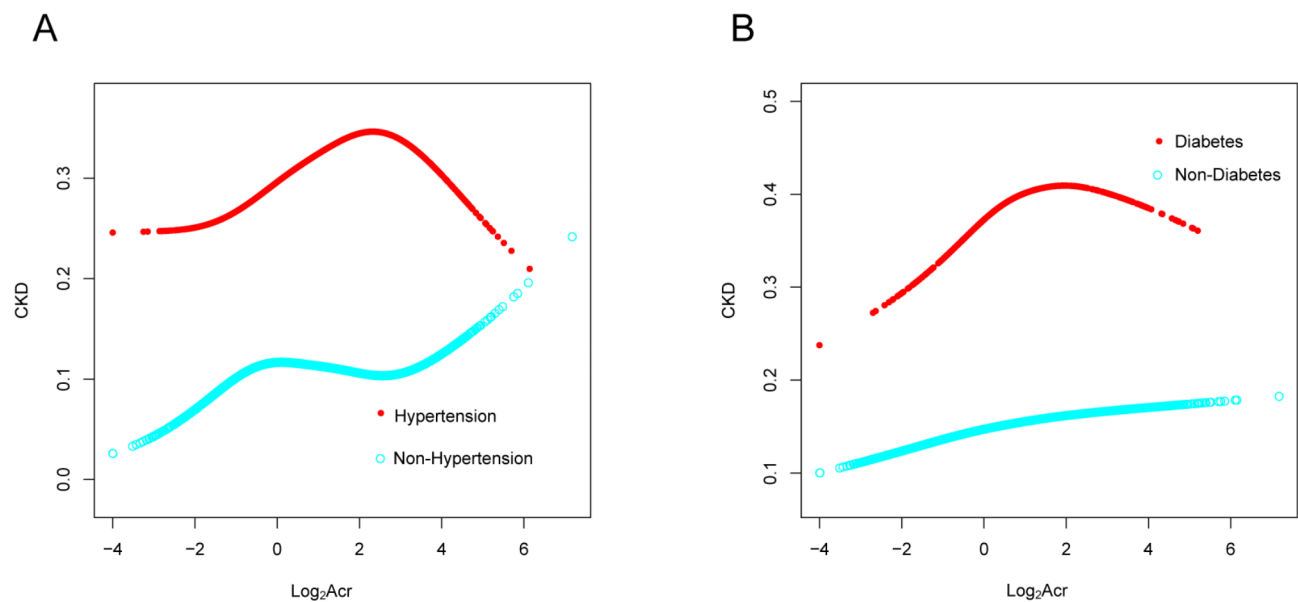 A
CKD
0.3
0.2
0.1
0.0
Hypertension
Non-Hypertension
−4 −2 0 2 4 6
Log₂Acr
B
CKD
0.5
0.4
0.3
0.2
0.1
Diabetes
Non-Diabetes
−4 −2 0 2 4 6
Log₂Acr